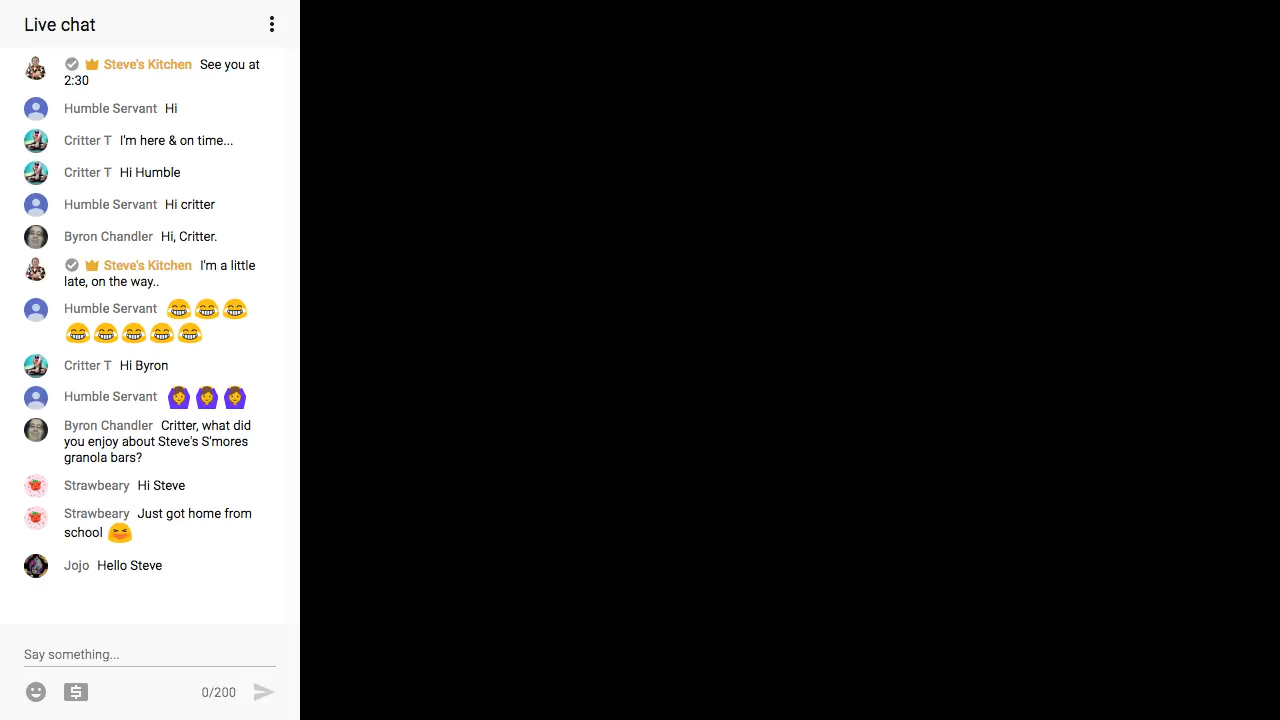 Live chat
Steve's Kitchen See you at
2:30
Humble Servant Hi
Critter T I'm here & on time...
Critter T Hi Humble
Humble Servant Hi critter
Byron Chandler Hi, Critter.
Steve's Kitchen I'm a little
late, on the way..
Humble Servant 😂😂😂
😂😂😂😂😂
Critter T Hi Byron
Humble Servant 🙆🙆🙆
Byron Chandler Critter, what did
you enjoy about Steve's S'mores
granola bars?
Strawbeary Hi Steve
Strawbeary Just got home from
school 😆
Jojo Hello Steve
Say something...
0/200